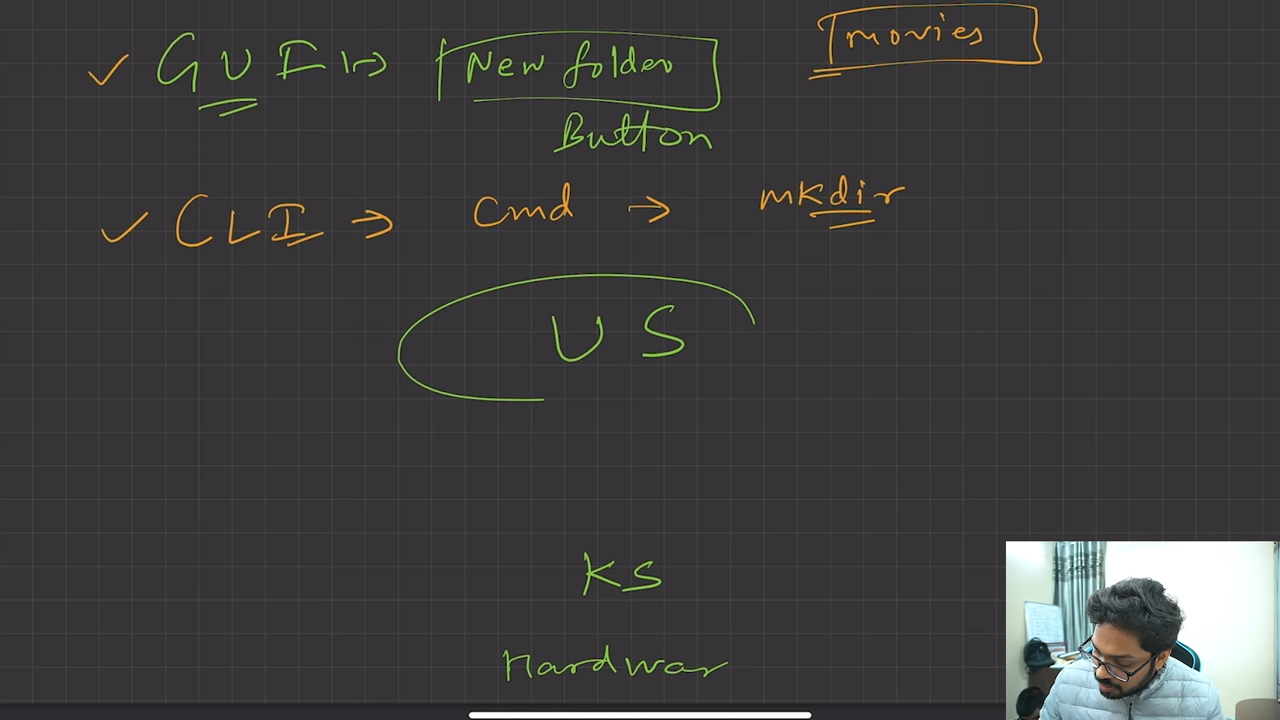 ✓ GUI → New folder
movies
Button
✓ CLI → cmd → mkdir
US
KS
Hardwar